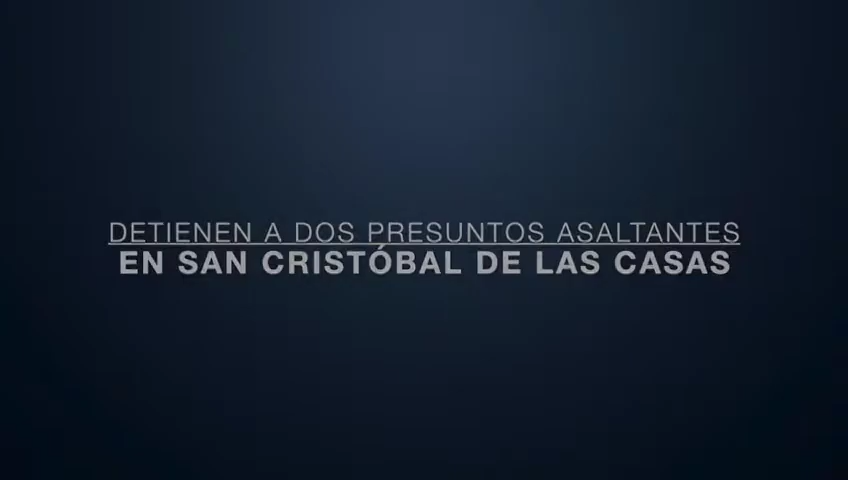 DETIENEN A DOS PRESUNTOS ASALTANTES
EN SAN CRISTÓBAL DE LAS CASAS